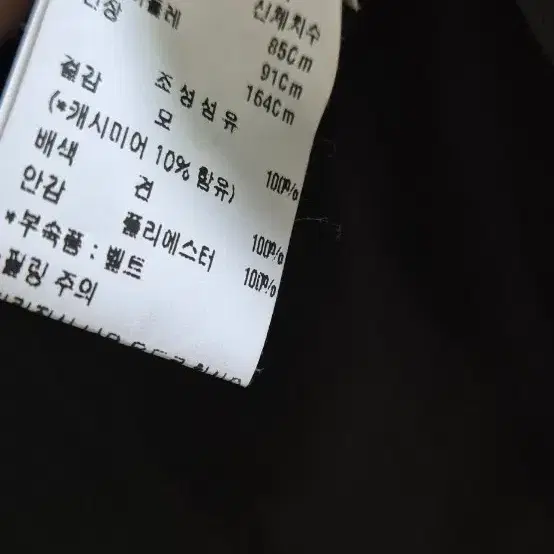 신체치수
85Cm
91Cm
신장 164Cm
조성섬유
겉감 모 100%
(*캐시미어 10% 함유)
배색 견 100%
안감 폴리에스터 100%
*부속품 : 벨트
필링 주의